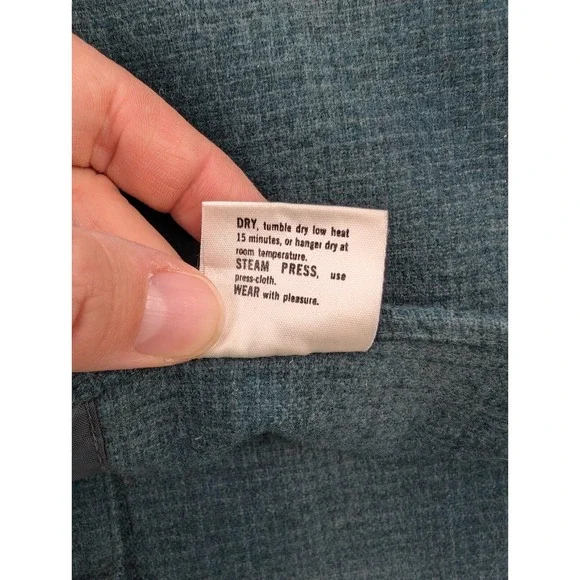 DRY, tumble dry low heat
15 minutes, or hanger dry at
room temperature.
STEAM PRESS, use
press-cloth.
WEAR with pleasure.